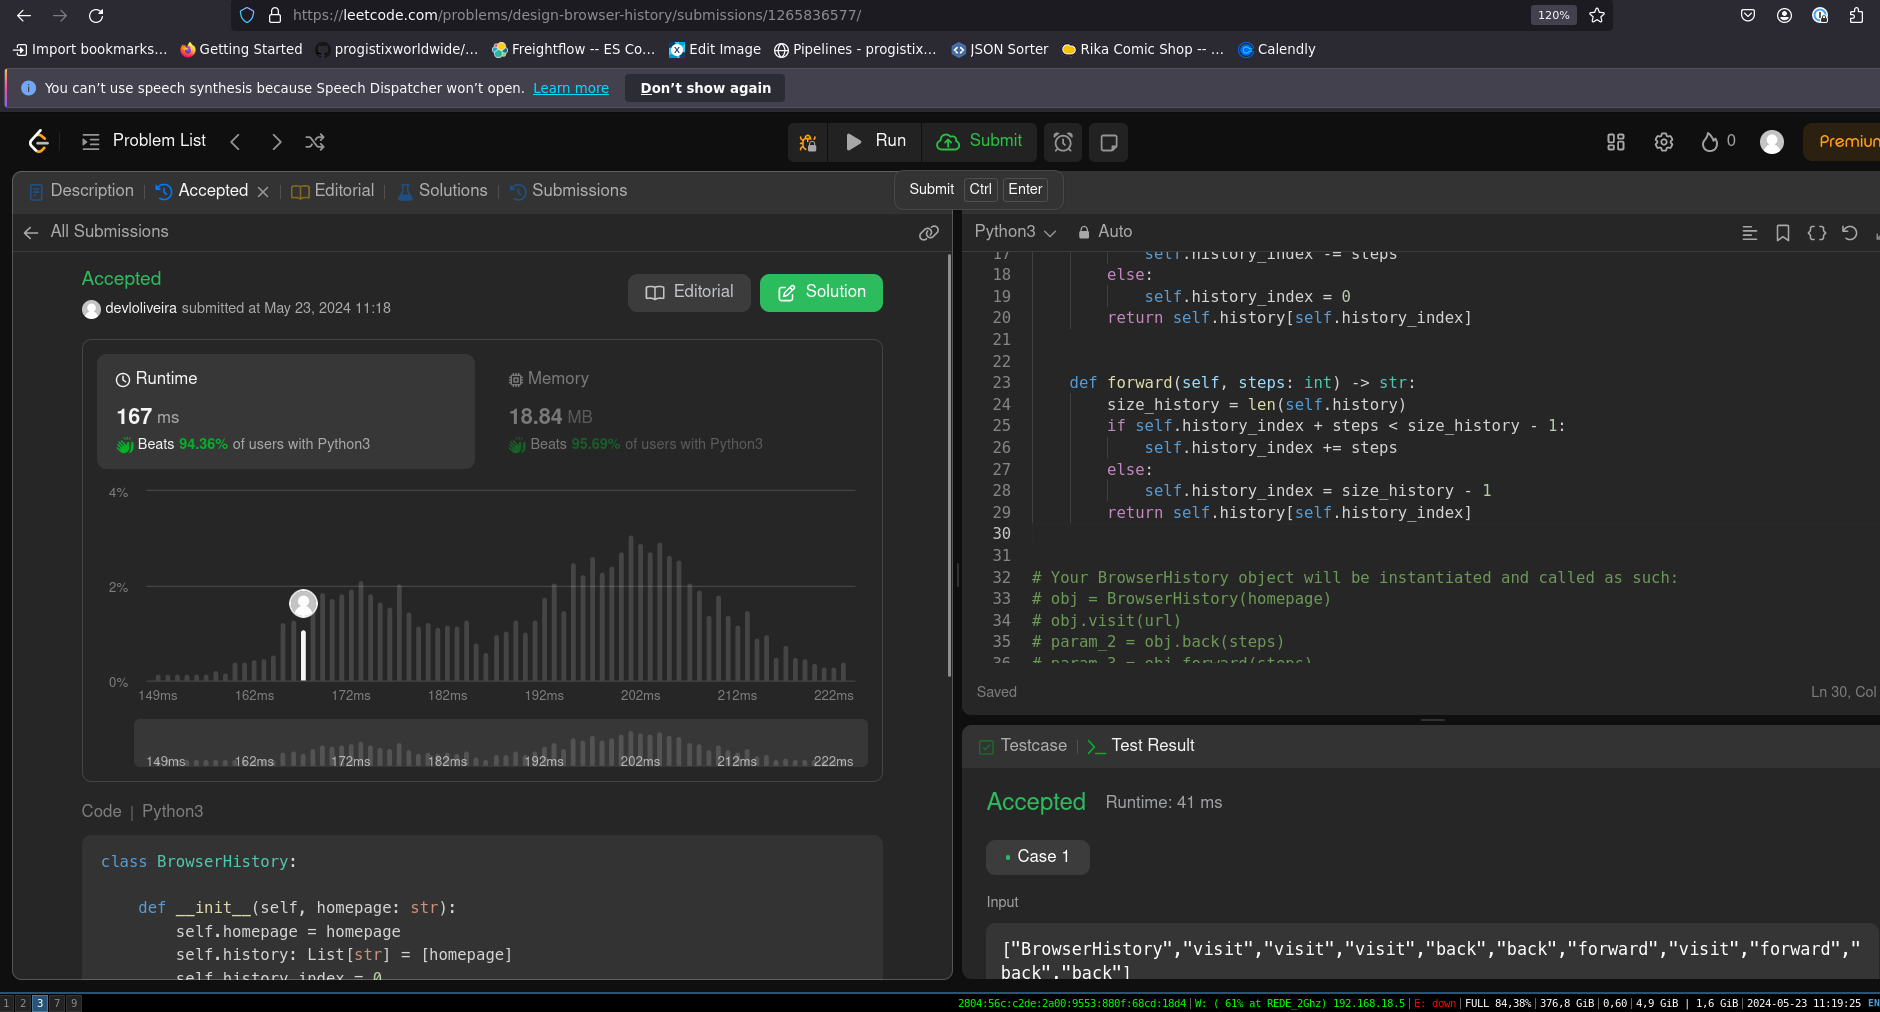 https://leetcode.com/problems/design-browser-history/submissions/1265836577/
120%
Import bookmarks...
Getting Started
progistixworldwide/...
Freightflow -- ES Co...
Edit Image
Pipelines - progistix...
JSON Sorter
Rika Comic Shop -- ...
Calendly
You can't use speech synthesis because Speech Dispatcher won't open. Learn more
Don't show again
Problem List
Run
Submit
0
Premium
Description
Accepted
Editorial
Solutions
Submissions
Submit Ctrl Enter
All Submissions
Accepted
devloliveira submitted at May 23, 2024 11:18
Editorial
Solution
Runtime
167 ms
Beats 94.36% of users with Python3
Memory
18.84 MB
Beats 95.69% of users with Python3
4%
2%
0%
149ms 162ms 172ms 182ms 192ms 202ms 212ms 222ms
149ms 162ms 172ms 182ms 192ms 202ms 212ms 222ms
Code | Python3
class BrowserHistory:
def __init__(self, homepage: str):
self.homepage = homepage
self.history: List[str] = [homepage]
self.history_index = 0
Python3
Auto
17 self.history_index -= steps
18 else:
19 self.history_index = 0
20 return self.history[self.history_index]
21
22
23 def forward(self, steps: int) -> str:
24 size_history = len(self.history)
25 if self.history_index + steps < size_history - 1:
26 self.history_index += steps
27 else:
28 self.history_index = size_history - 1
29 return self.history[self.history_index]
30
31
32 # Your BrowserHistory object will be instantiated and called as such:
33 # obj = BrowserHistory(homepage)
34 # obj.visit(url)
35 # param_2 = obj.back(steps)
36 # param_3 = obj.forward(steps)
Saved
Ln 30, Col
Testcase
Test Result
Accepted
Runtime: 41 ms
Case 1
Input
["BrowserHistory","visit","visit","visit","back","back","forward","visit","forward","
back","back"]
1 2 3 7 9
2804:56c:c2de:2a00:9553:880f:68cd:18d4|W: ( 61% at REDE_2Ghz) 192.168.18.5|E: down|FULL 84,38%|376,8 GiB|0,60|4,9 GiB | 1,6 GiB|2024-05-23 11:19:25 EN